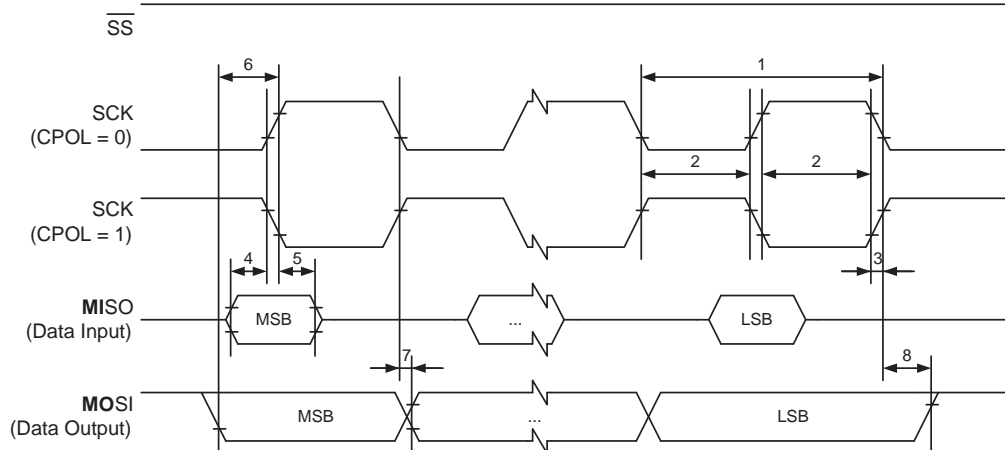 SS
6
1
SCK
(CPOL = 0)
2
2
SCK
(CPOL = 1)
4
5
3
MISO
(Data Input)
MSB
...
LSB
7
8
MOSI
(Data Output)
MSB
...
LSB